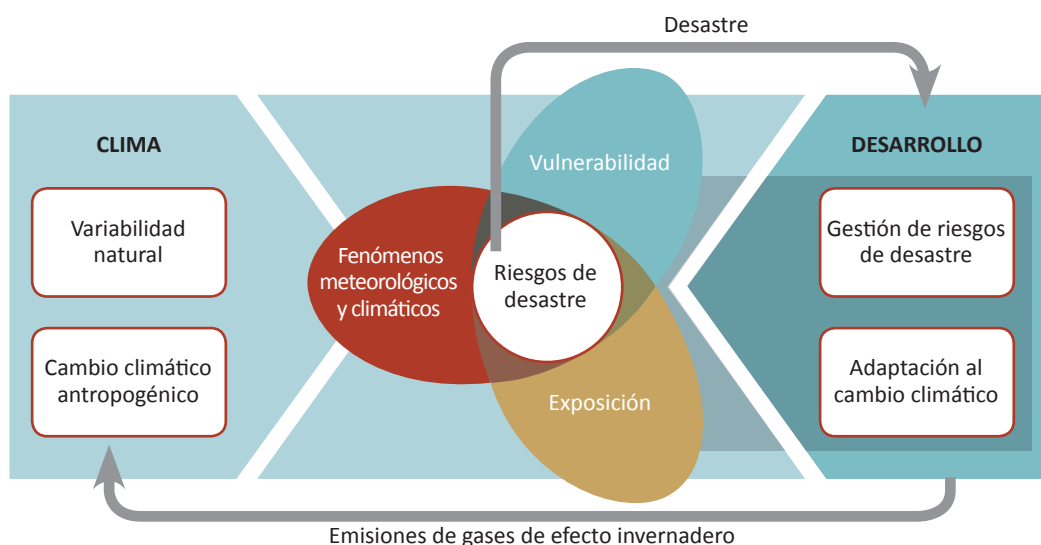 Desastre
CLIMA
Variabilidad
natural
Cambio climático
antropogénico
Fenómenos
meteorológicos
y climáticos
Vulnerabilidad
Riesgos de
desastre
Exposición
DESARROLLO
Gestión de riesgos
de desastre
Adaptación al
cambio climático
Emisiones de gases de efecto invernadero